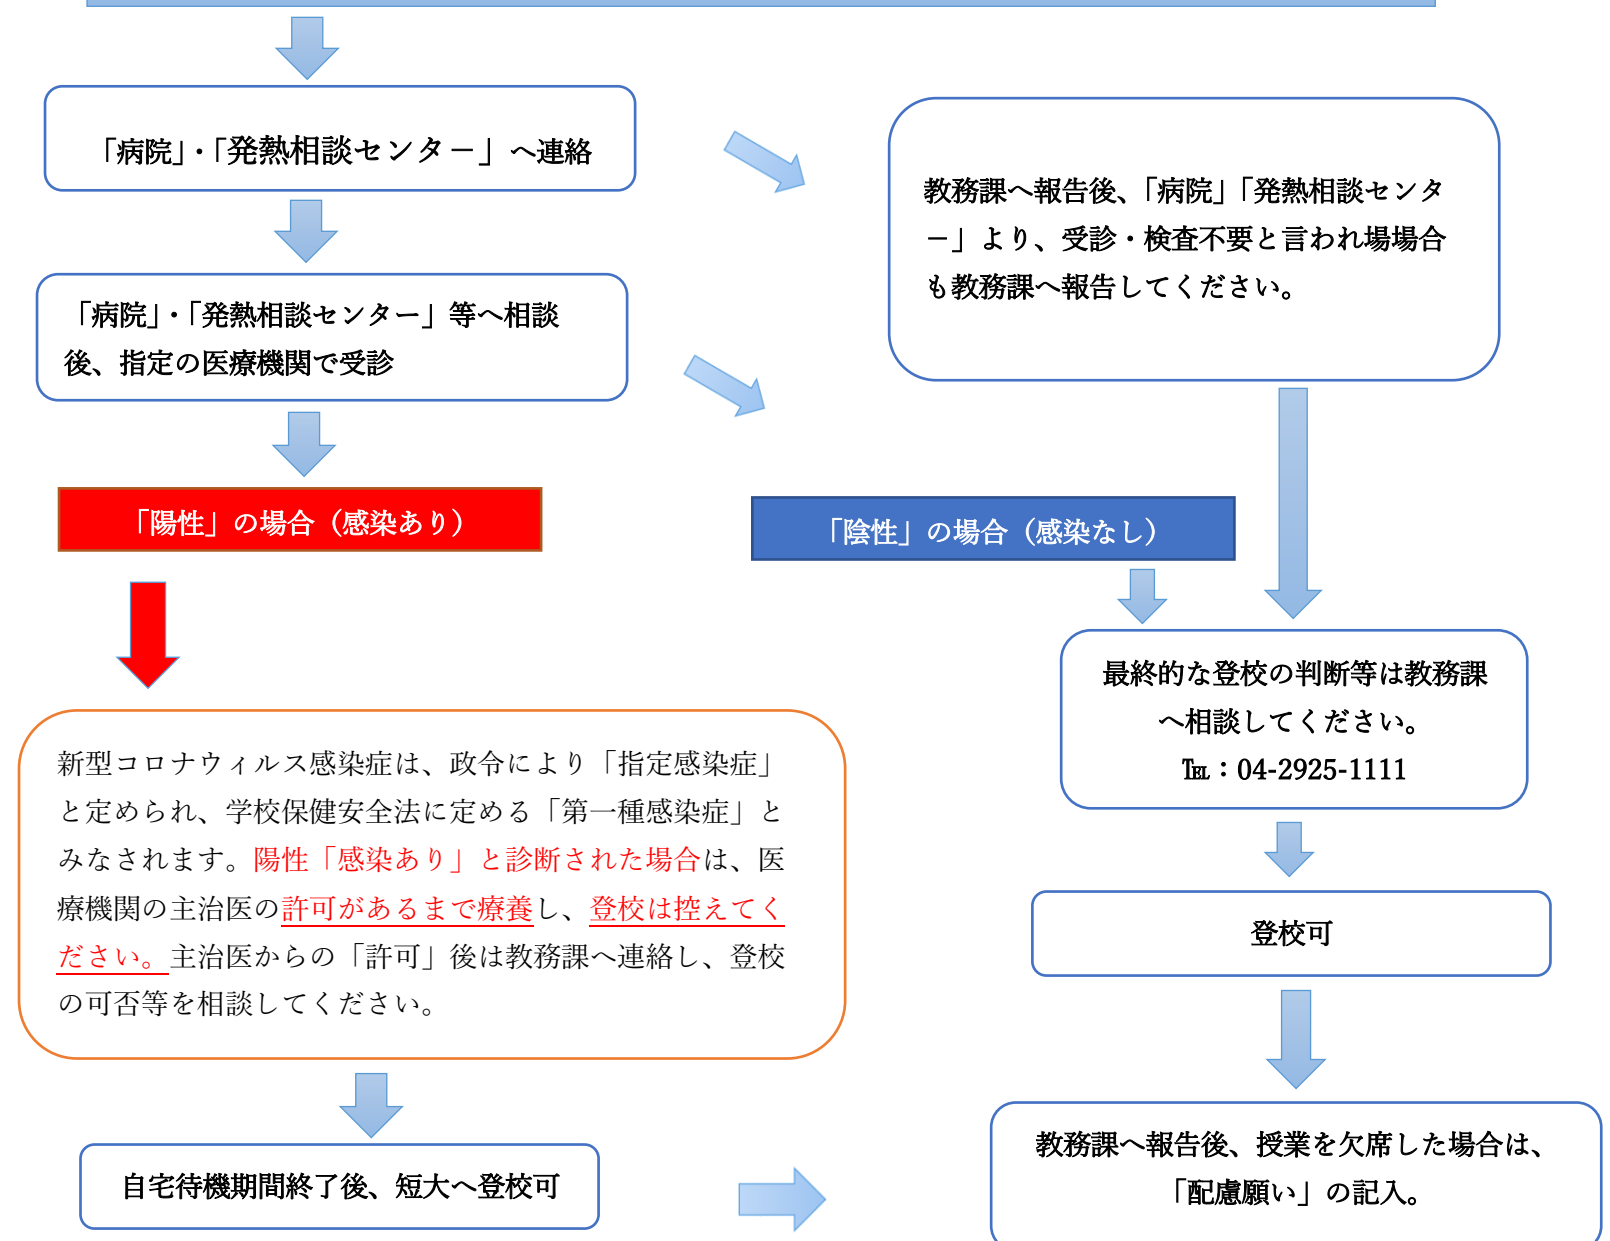 「病院」・「発熱相談センター」へ連絡
教務課へ報告後、「病院」「発熱相談センタ
ー」より、受診・検査不要と言われ場場合
も教務課へ報告してください。
「病院」・「発熱相談センター」等へ相談
後、指定の医療機関で受診
「陽性」の場合（感染あり）
「陰性」の場合（感染なし）
最終的な登校の判断等は教務課
へ相談してください。
℡：04-2925-1111
新型コロナウィルス感染症は、政令により「指定感染症」
と定められ、学校保健安全法に定める「第一種感染症」と
みなされます。陽性「感染あり」と診断された場合は、医
療機関の主治医の許可があるまで療養し、登校は控えてく
ださい。主治医からの「許可」後は教務課へ連絡し、登校
の可否等を相談してください。
登校可
自宅待機期間終了後、短大へ登校可
教務課へ報告後、授業を欠席した場合は、
「配慮願い」の記入。